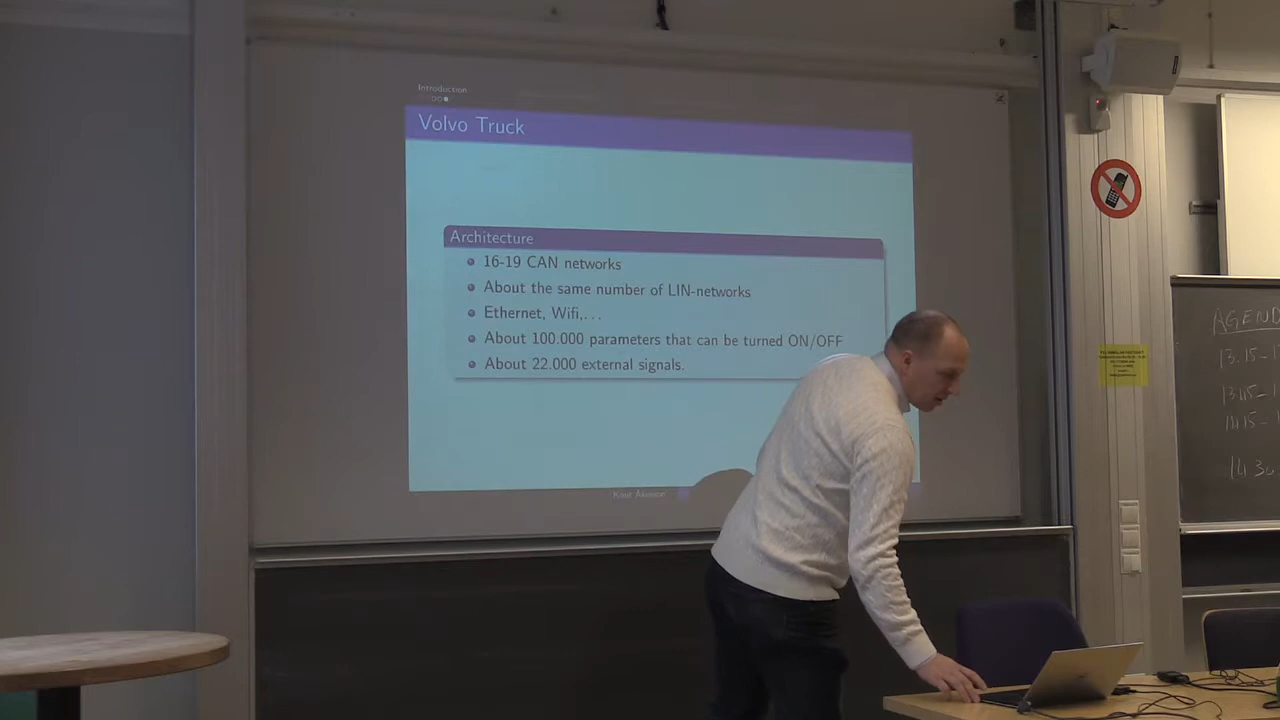 Introduction
Volvo Truck
Architecture
16-19 CAN networks
About the same number of LIN-networks
Ethernet, Wifi,...
About 100.000 parameters that can be turned ON/OFF
About 22.000 external signals.
AGEND
13.15-1
14.15-
14.30